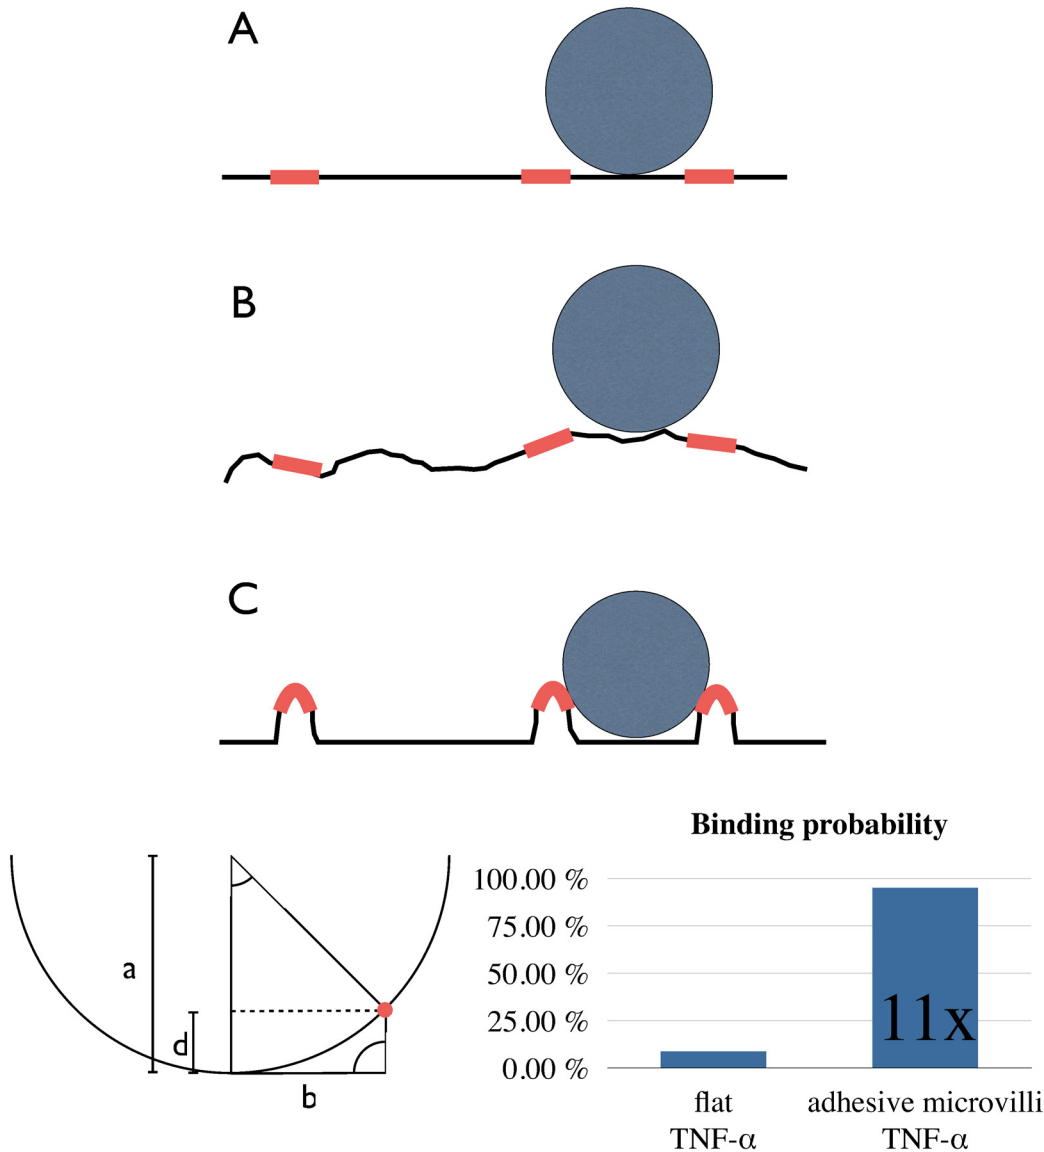 A
B
C
a
d
b
Binding probability
100.00 %
75.00 %
50.00 %
25.00 %
0.00 %
11x
flat
TNF-α
adhesive microvilli
TNF-α